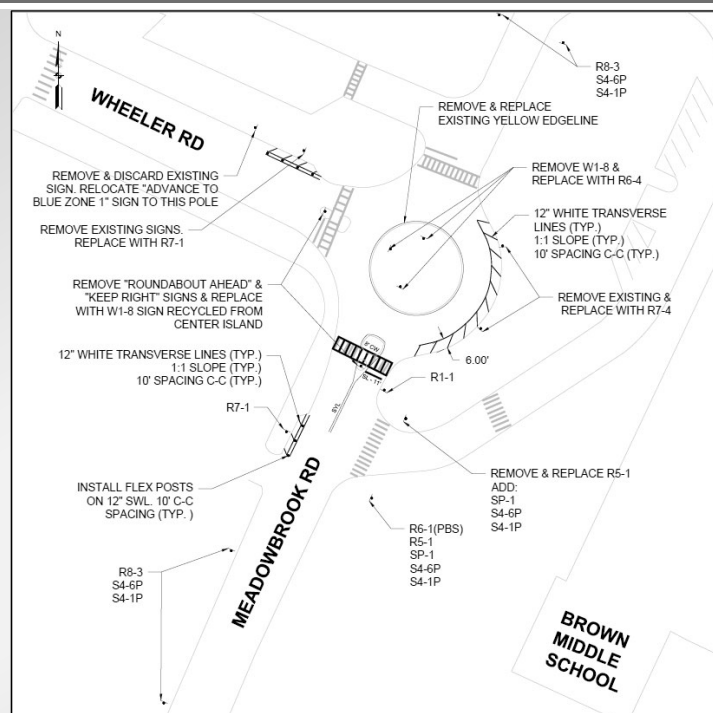 N
WHEELER RD
R8-3
S4-6P
S4-1P
REMOVE & REPLACE
EXISTING YELLOW EDGELINE
REMOVE & DISCARD EXISTING
SIGN. RELOCATE "ADVANCE TO
BLUE ZONE 1" SIGN TO THIS POLE
REMOVE W1-8 &
REPLACE WITH R6-4
REMOVE EXISTING SIGNS.
REPLACE WITH R7-1
12" WHITE TRANSVERSE
LINES (TYP.)
1:1 SLOPE (TYP.)
10' SPACING C-C (TYP.)
REMOVE "ROUNDABOUT AHEAD" &
"KEEP RIGHT" SIGNS & REPLACE
WITH W1-8 SIGN RECYCLED FROM
CENTER ISLAND
REMOVE EXISTING &
REPLACE WITH R7-4
12" WHITE TRANSVERSE LINES (TYP.)
1:1 SLOPE (TYP.)
10' SPACING C-C (TYP.)
6.00'
8' CW
SL - 11'
R1-1
SYL
R7-1
INSTALL FLEX POSTS
ON 12" SWL. 10' C-C
SPACING (TYP. )
REMOVE & REPLACE R5-1
ADD:
SP-1
S4-6P
S4-1P
MEADOWBROOK RD
R6-1(PBS)
R5-1
SP-1
S4-6P
S4-1P
R8-3
S4-6P
S4-1P
BROWN
MIDDLE
SCHOOL